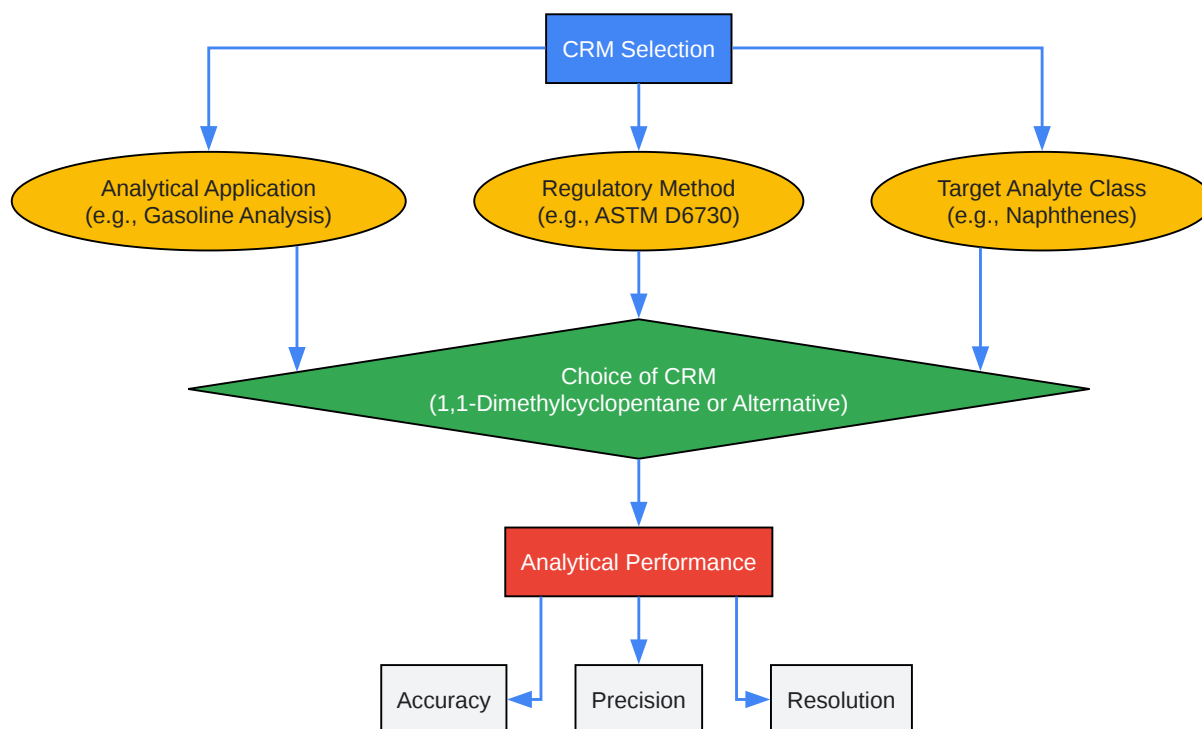 CRM Selection
Analytical Application
(e.g., Gasoline Analysis)
Regulatory Method
(e.g., ASTM D6730)
Target Analyte Class
(e.g., Naphthenes)
Choice of CRM
(1,1-Dimethylcyclopentane or Alternative)
Analytical Performance
Accuracy
Precision
Resolution